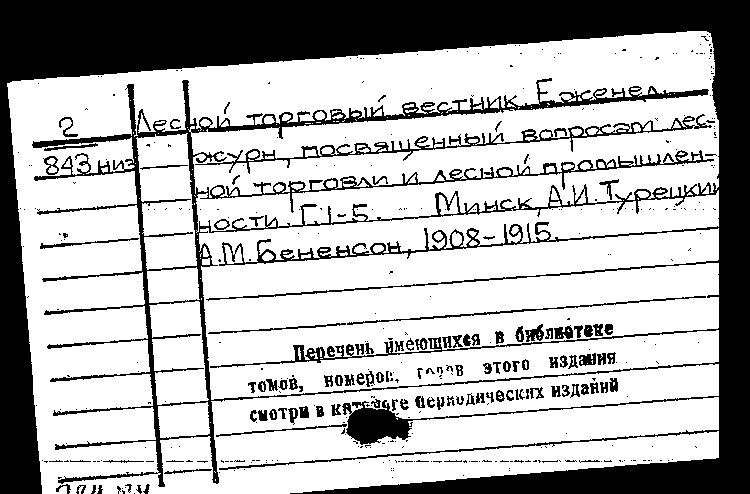 2 Лесной торговый вестник. Еженед.
843 низ журн., посвященный вопросам лес-
ной торговли и лесной промышлен-
ности. Г.1-5. Минск, А.И.Турецкий
А.М.Бененсон, 1908-1915.
Перечень имеющихся в библиотеке
томов, номеров, годов этого издания
смотри в каталоге периодических изданий